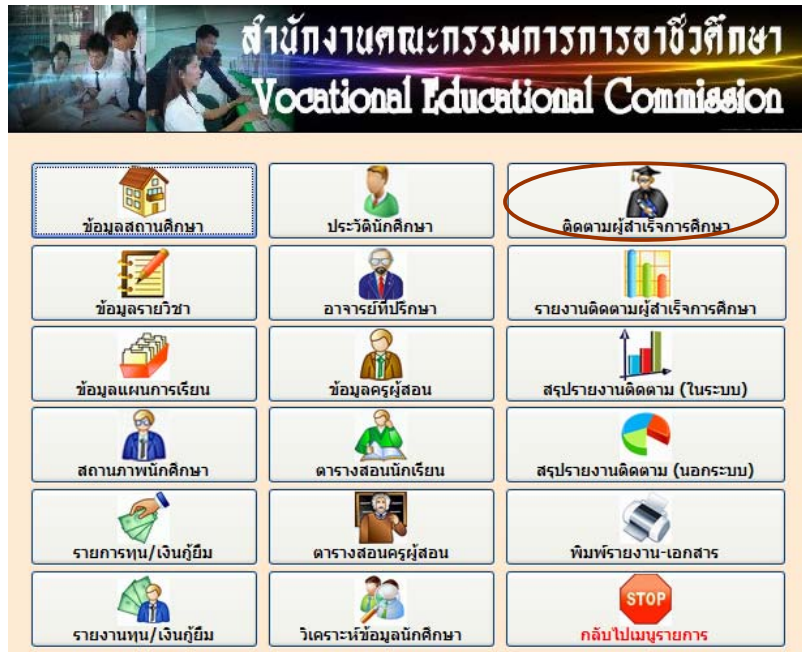 สำนักงานคณะกรรมการการอาชีวศึกษา
Vocational Educational Commission
ข้อมูลสถานศึกษา
ประวัตินักศึกษา
ติดตามผู้สำเร็จการศึกษา
ข้อมูลรายวิชา
อาจารย์ที่ปรึกษา
รายงานติดตามผู้สำเร็จการศึกษา
ข้อมูลแผนการเรียน
ข้อมูลครูผู้สอน
สรุปรายงานติดตาม (ในระบบ)
สถานภาพนักศึกษา
ตารางสอนนักเรียน
สรุปรายงานติดตาม (นอกระบบ)
รายการทุน/เงินกู้ยืม
ตารางสอนครูผู้สอน
พิมพ์รายงาน-เอกสาร
รายงานทุน/เงินกู้ยืม
วิเคราะห์ข้อมูลนักศึกษา
STOP
กลับไปเมนูรายการ